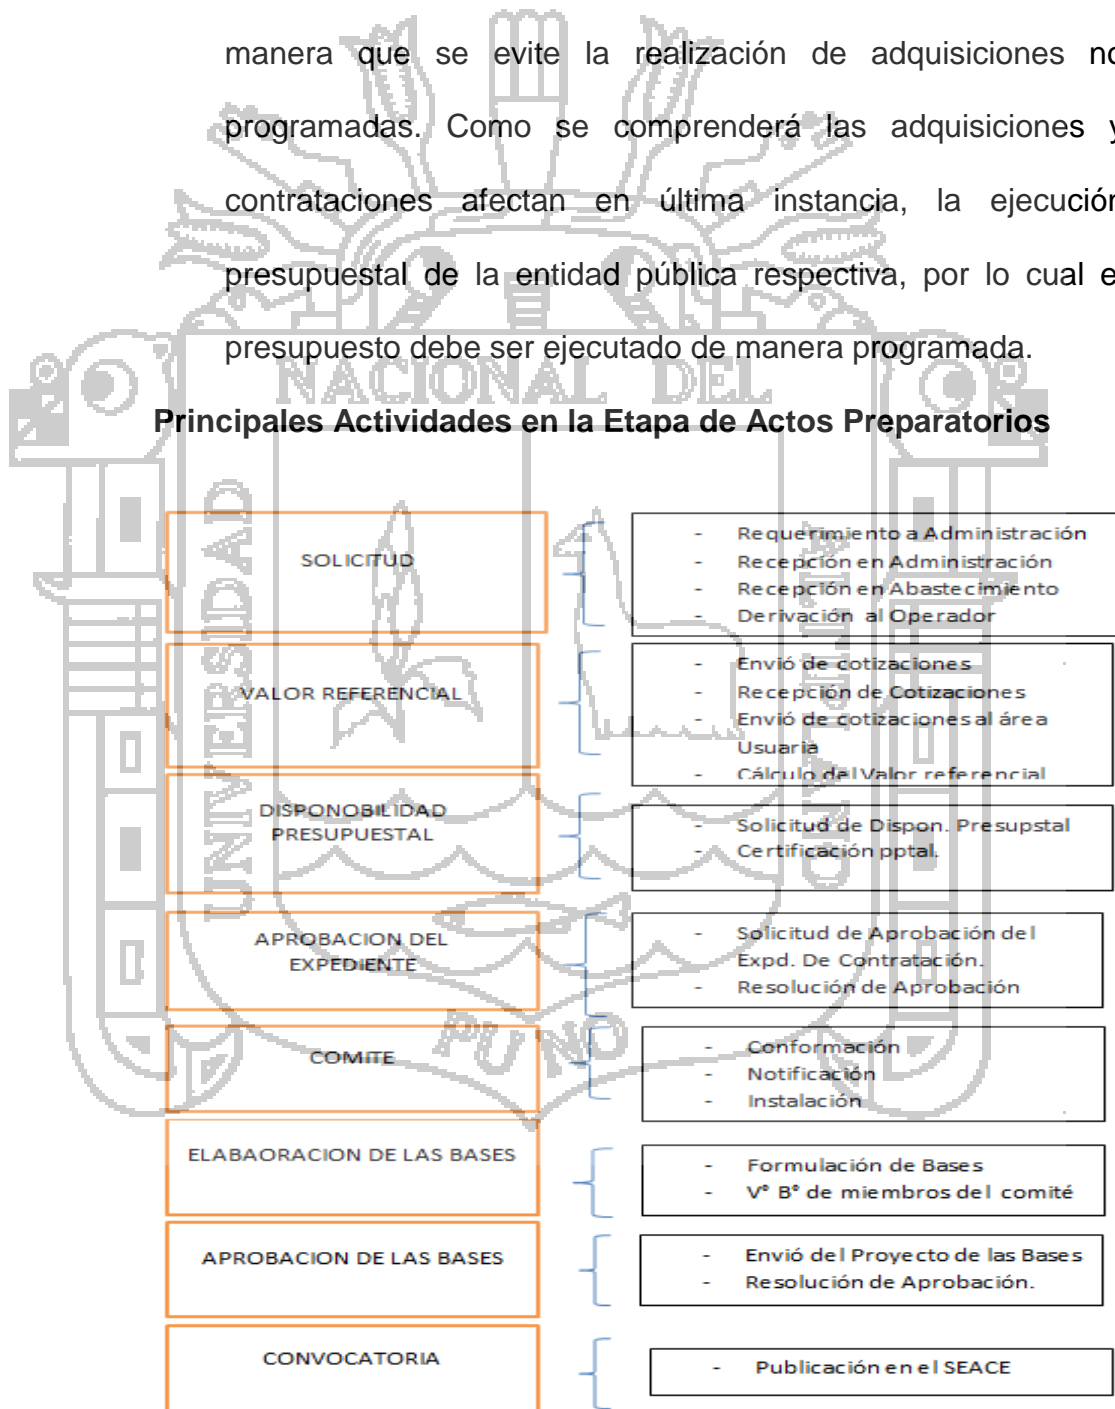 manera que se evite la realización de adquisiciones no
programadas. Como se comprenderá las adquisiciones y
contrataciones afectan en última instancia, la ejecución
presupuestal de la entidad pública respectiva, por lo cual e
presupuesto debe ser ejecutado de manera programada.
NACIONAL DEL
Principales Actividades en la Etapa de Actos Preparatorios
UNIVERSIDAD
ALTIPLANO
PUNO
SOLICITUD
- Requerimiento a Administración
- Recepción en Administración
- Recepción en Abastecimiento
- Derivación al Operador
VALOR REFERENCIAL
- Envió de cotizaciones
- Recepción de Cotizaciones
- Envió de cotizaciones al área
Usuaria
- Cálculo del Valor referencial
DISPONOBILIDAD
PRESUPUESTAL
- Solicitud de Dispon. Presupstal
- Certificación pptal.
APROBACION DEL
EXPEDIENTE
- Solicitud de Aprobación del
Expd. De Contratación.
- Resolución de Aprobación
COMITE
- Conformación
- Notificación
- Instalación
ELABAORACION DE LAS BASES
- Formulación de Bases
- V° B° de miembros del comité
APROBACION DE LAS BASES
- Envió del Proyecto de las Bases
- Resolución de Aprobación.
CONVOCATORIA
- Publicación en el SEACE